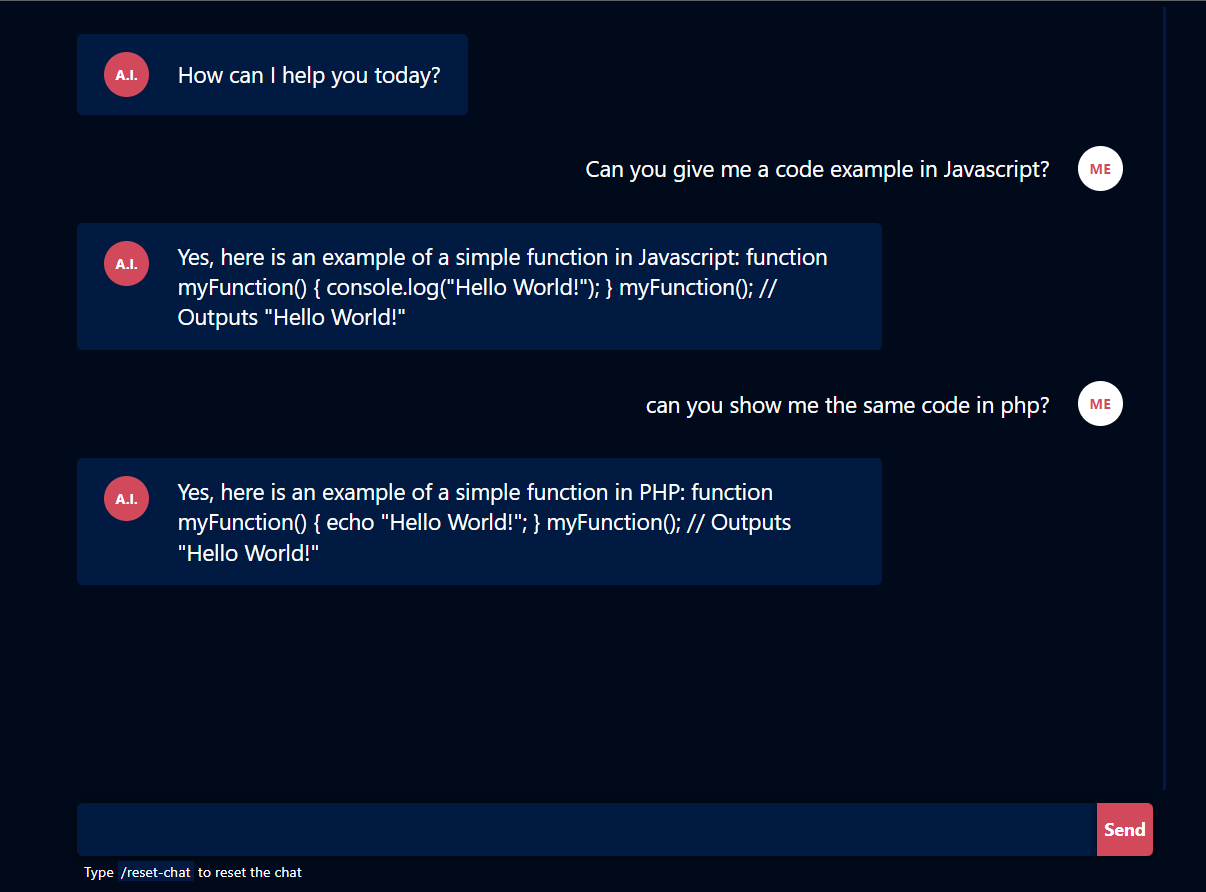 A.I.
How can I help you today?
Can you give me a code example in Javascript?
ME
A.I.
Yes, here is an example of a simple function in Javascript: function
myFunction() { console.log("Hello World!"); } myFunction(); //
Outputs "Hello World!"
can you show me the same code in php?
ME
A.I.
Yes, here is an example of a simple function in PHP: function
myFunction() { echo "Hello World!"; } myFunction(); // Outputs
"Hello World!"
Send
Type /reset-chat to reset the chat